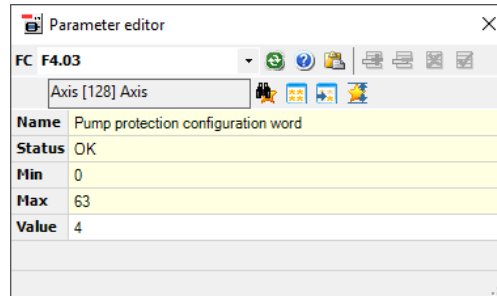 Parameter editor
FC F4.03
Axis [128] Axis
Name Pump protection configuration word
Status OK
Min 0
Max 63
Value 4